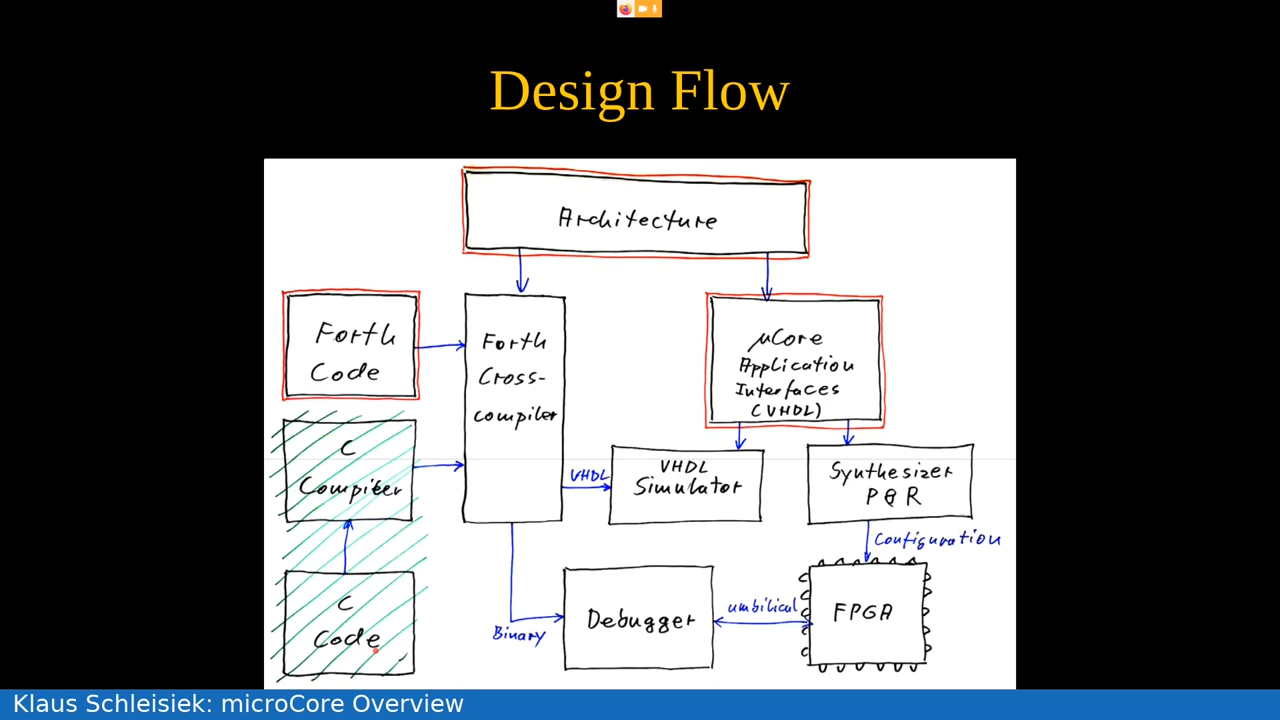 Design Flow
Architecture
Forth
Code
Forth
Cross-
compiler
µCore
Application
Interfaces
(VHDL)
C
Compiler
VHDL
VHDL
Simulator
Synthesizer
P&R
Configuration
C
Code
Binary
Debugger
umbilical
FPGA
Klaus Schleisiek: microCore Overview